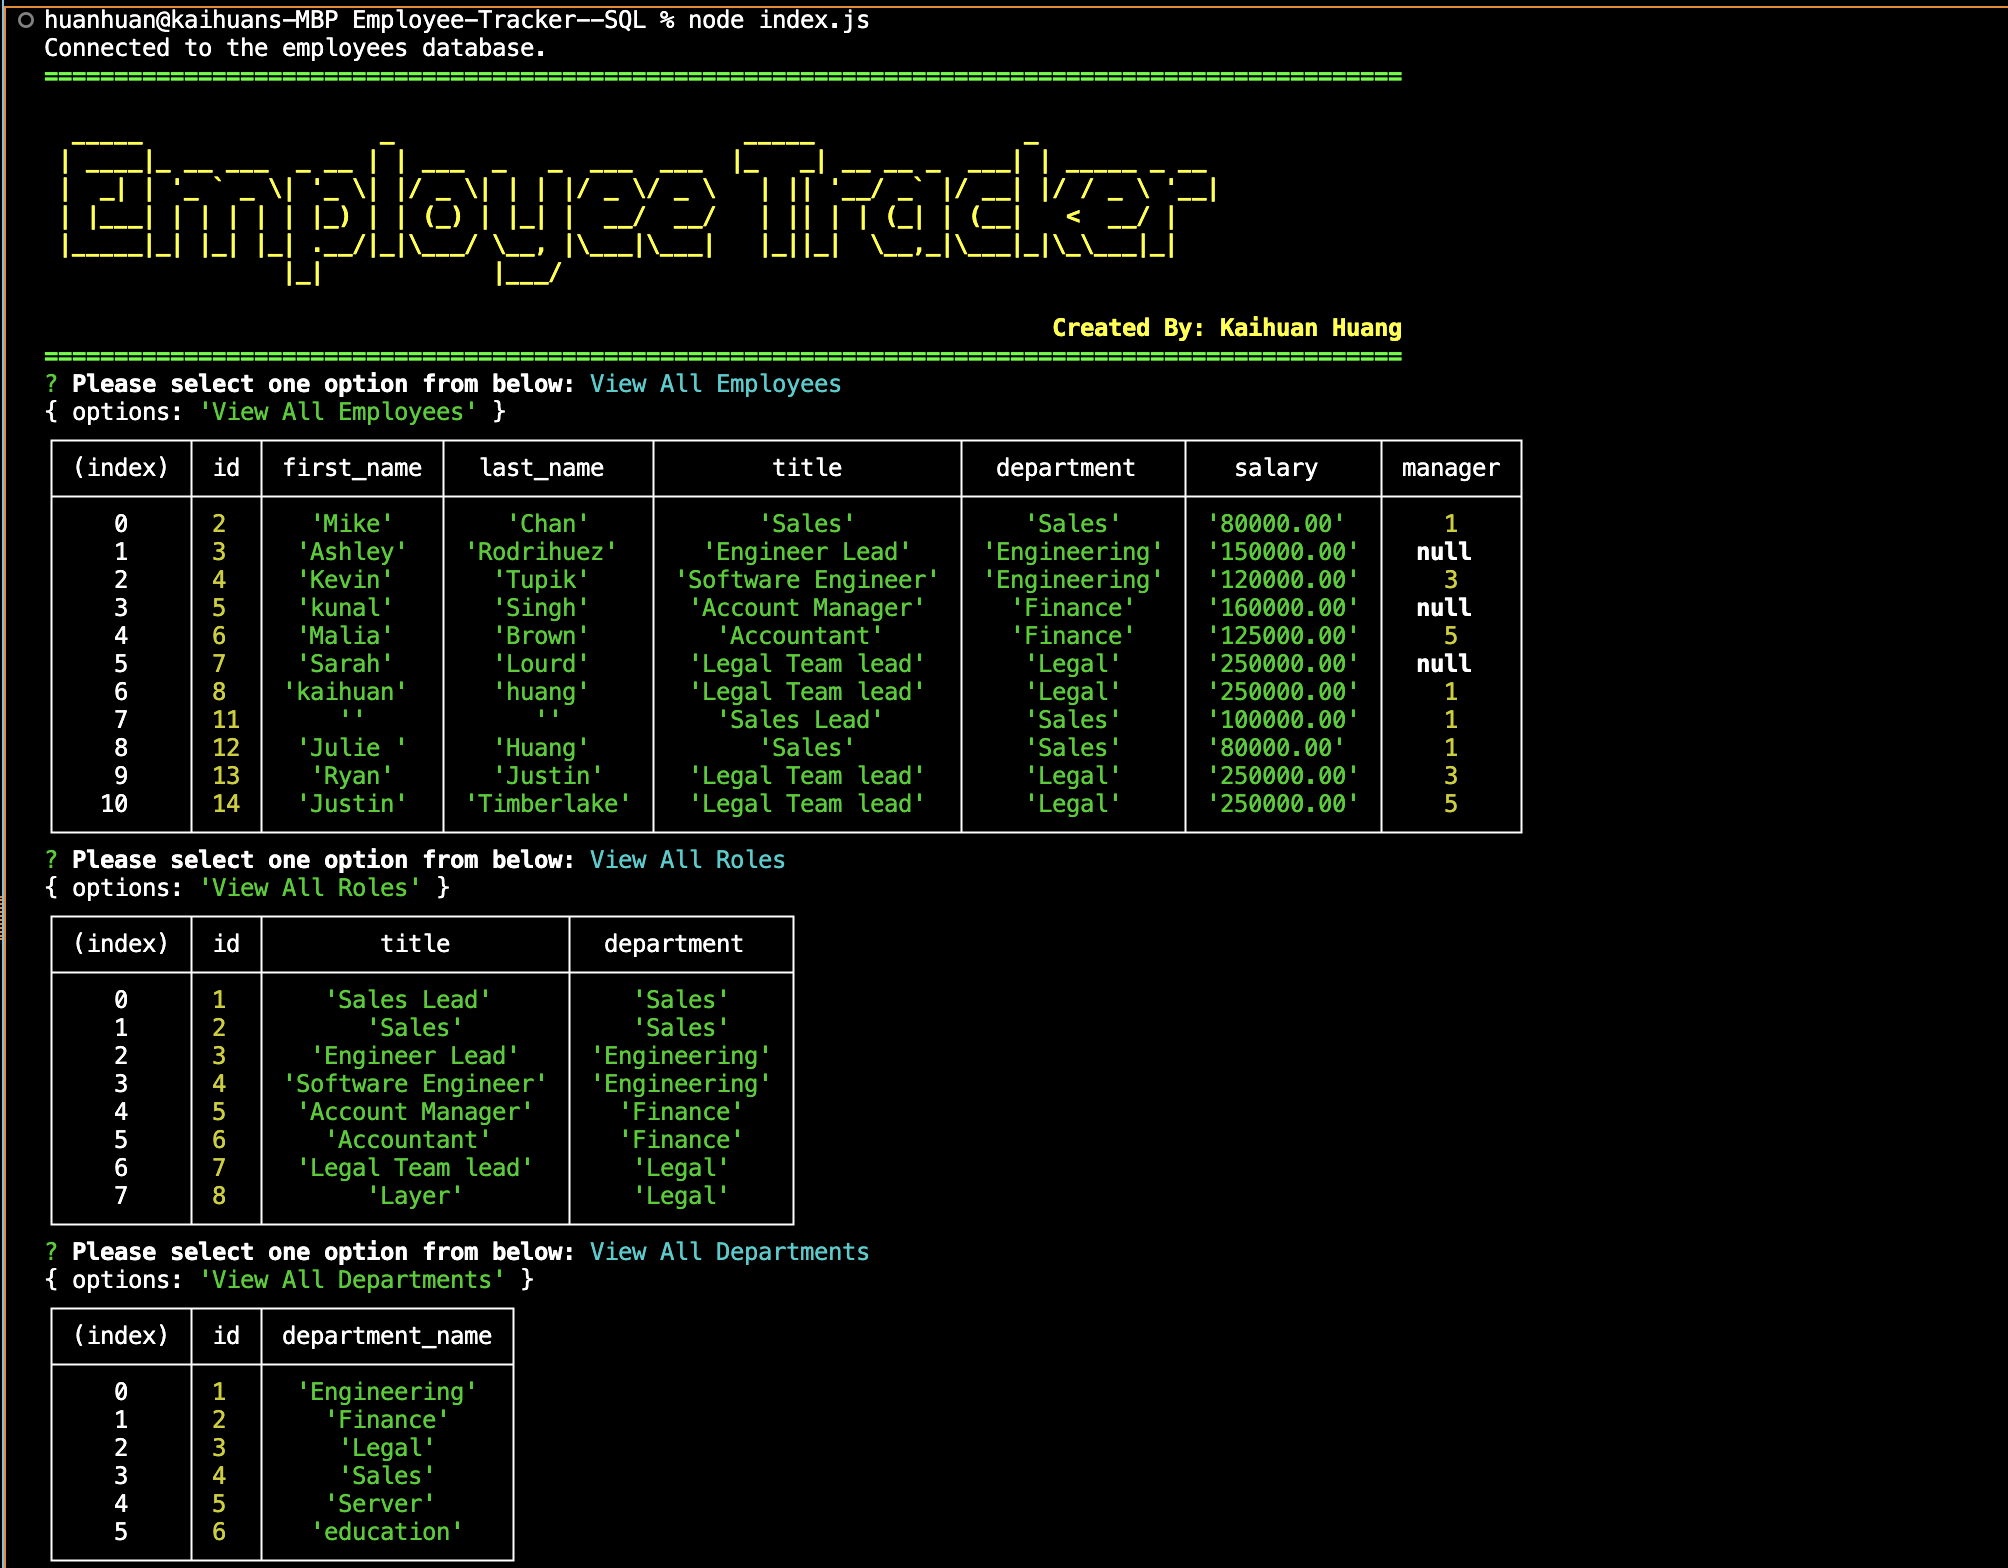 huanhuan@kaihuans-MBP Employee-Tracker--SQL % node index.js
Connected to the employees database.
=================================================================================================
Employee Tracker
Created By: Kaihuan Huang
=================================================================================================
? Please select one option from below: View All Employees
{ options: 'View All Employees' }
(index) id first_name last_name title department salary manager
0 2 'Mike' 'Chan' 'Sales' 'Sales' '80000.00' 1
1 3 'Ashley' 'Rodrihuez' 'Engineer Lead' 'Engineering' '150000.00' null
2 4 'Kevin' 'Tupik' 'Software Engineer' 'Engineering' '120000.00' 3
3 5 'kunal' 'Singh' 'Account Manager' 'Finance' '160000.00' null
4 6 'Malia' 'Brown' 'Accountant' 'Finance' '125000.00' 5
5 7 'Sarah' 'Lourd' 'Legal Team lead' 'Legal' '250000.00' null
6 8 'kaihuan' 'huang' 'Legal Team lead' 'Legal' '250000.00' 1
7 11 '' '' 'Sales Lead' 'Sales' '100000.00' 1
8 12 'Julie ' 'Huang' 'Sales' 'Sales' '80000.00' 1
9 13 'Ryan' 'Justin' 'Legal Team lead' 'Legal' '250000.00' 3
10 14 'Justin' 'Timberlake' 'Legal Team lead' 'Legal' '250000.00' 5
? Please select one option from below: View All Roles
{ options: 'View All Roles' }
(index) id title department
0 1 'Sales Lead' 'Sales'
1 2 'Sales' 'Sales'
2 3 'Engineer Lead' 'Engineering'
3 4 'Software Engineer' 'Engineering'
4 5 'Account Manager' 'Finance'
5 6 'Accountant' 'Finance'
6 7 'Legal Team lead' 'Legal'
7 8 'Layer' 'Legal'
? Please select one option from below: View All Departments
{ options: 'View All Departments' }
(index) id department_name
0 1 'Engineering'
1 2 'Finance'
2 3 'Legal'
3 4 'Sales'
4 5 'Server'
5 6 'education'